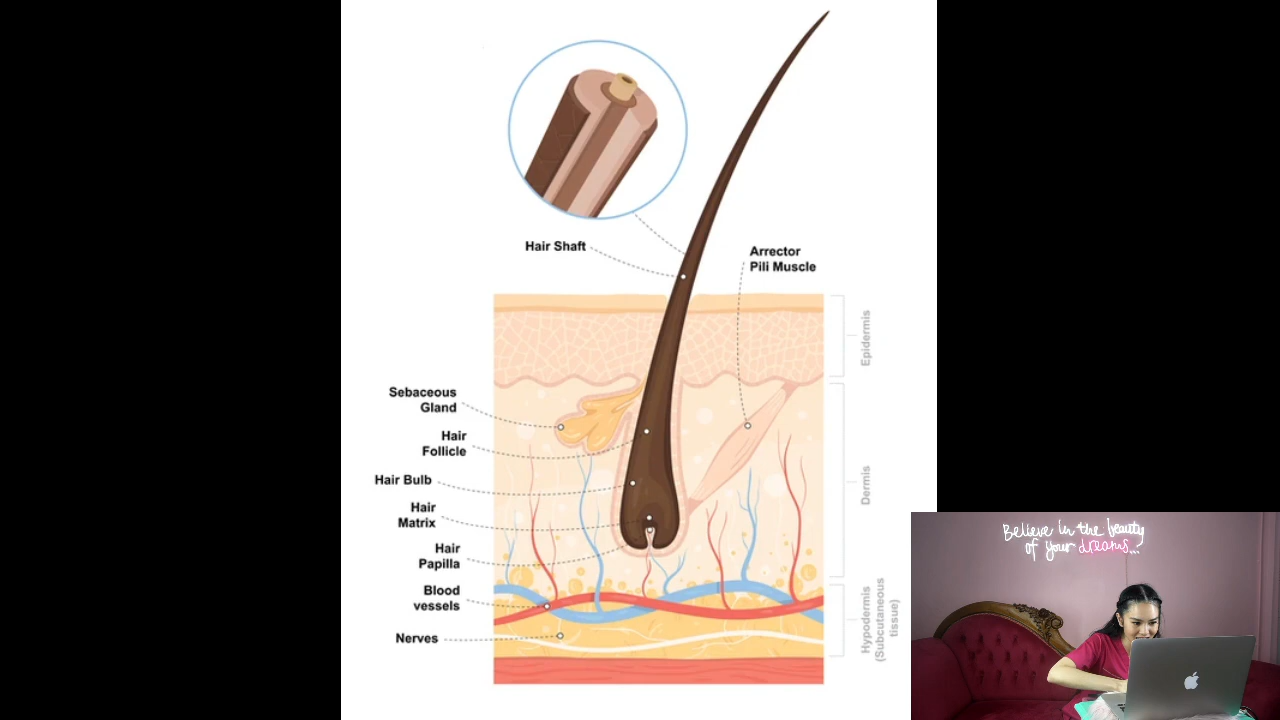 Hair Shaft
Arrector
Pili Muscle
Epidermis
Sebaceous
Gland
Hair
Follicle
Hair Bulb
Dermis
Hair
Matrix
Hair
Papilla
Blood
vessels
Nerves
Hypodermis
(Subcutaneous
tissue)
Believe in the beauty
of your dreams...